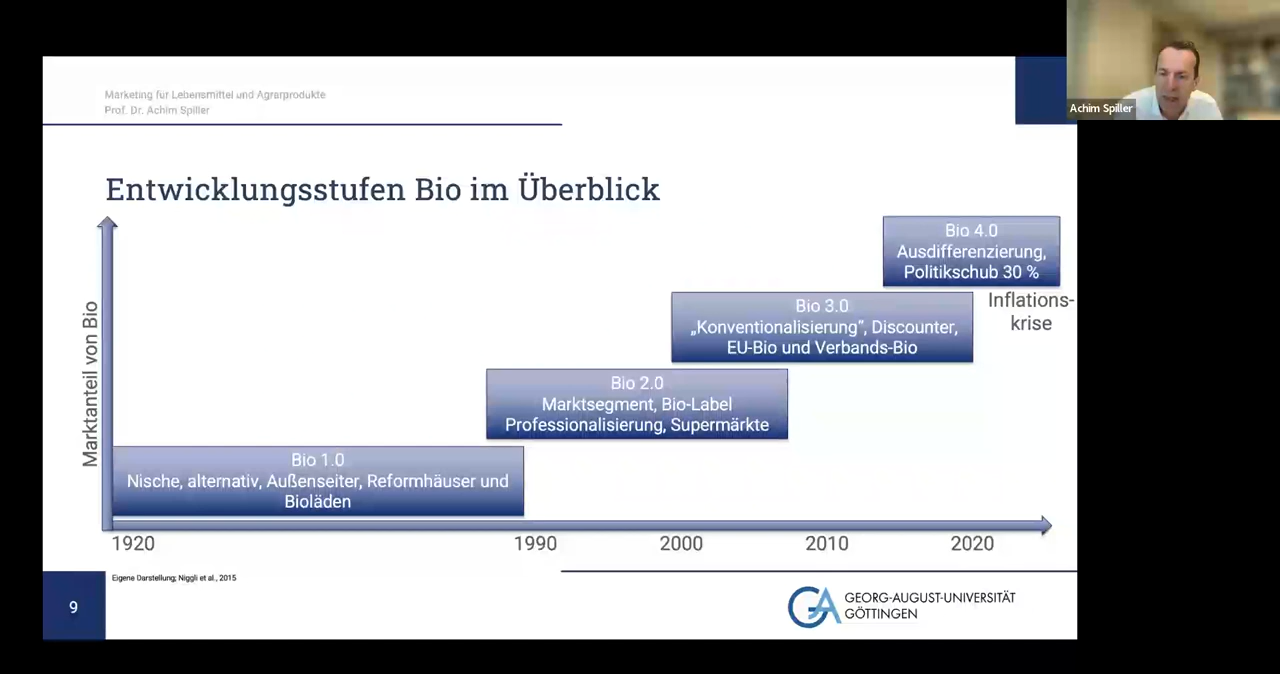 Achim Spiller
Marketing für Lebensmittel und Agrarprodukte
Prof. Dr. Achim Spiller
Entwicklungsstufen Bio im Überblick
Marktanteil von Bio
Bio 4.0
Ausdifferenzierung,
Politikschub 30 %
Inflations-
krise
Bio 3.0
„Konventionalisierung“, Discounter,
EU-Bio und Verbands-Bio
Bio 2.0
Marktsegment, Bio-Label
Professionalisierung, Supermärkte
Bio 1.0
Nische, alternativ, Außenseiter, Reformhäuser und
Bioläden
1920 1990 2000 2010 2020
Eigene Darstellung; Niggli et al., 2015
9
GEORG-AUGUST-UNIVERSITÄT
GÖTTINGEN